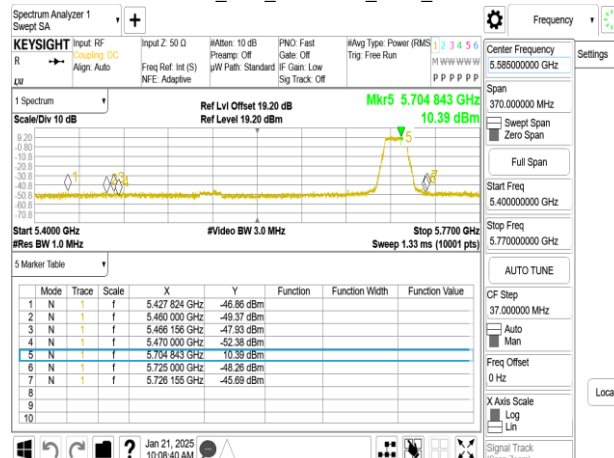 Spectrum Analyzer 1
Swept SA
Frequency
KEYSIGHT
R
Input: RF
Coupling: DC
Align: Auto
Input Z: 50 Ω
Freq Ref: Int (S)
NFE: Adaptive
#Atten: 10 dB
Preamp: Off
µW Path: Standard
PNO: Fast
Gate: Off
IF Gain: Low
Sig Track: Off
#Avg Type: Power (RMS
Trig: Free Run
1 2 3 4 5 6
M W W W W W
P P P P P P
Center Frequency
5.585000000 GHz
Settings
Span
370.000000 MHz
Swept Span
Zero Span
Full Span
Start Freq
5.400000000 GHz
Stop Freq
5.770000000 GHz
AUTO TUNE
CF Step
37.000000 MHz
Auto
Man
Freq Offset
0 Hz
X Axis Scale
Log
Lin
Local
Signal Track
1 Spectrum
Scale/Div 10 dB
Ref Lvl Offset 19.20 dB
Ref Level 19.20 dBm
Mkr5 5.704 843 GHz
10.39 dBm
9.20
-0.80
-10.8
-20.8
-30.8
-40.8
-50.8
-60.8
-70.8
1
3
4
5
Start 5.4000 GHz
#Res BW 1.0 MHz
#Video BW 3.0 MHz
Stop 5.7700 GHz
Sweep 1.33 ms (10001 pts)
5 Marker Table
Mode Trace Scale X Y Function Function Width Function Value
1 N 1 f 5.427 824 GHz -46.86 dBm
2 N 1 f 5.460 000 GHz -49.37 dBm
3 N 1 f 5.466 156 GHz -47.93 dBm
4 N 1 f 5.470 000 GHz -52.38 dBm
5 N 1 f 5.704 843 GHz 10.39 dBm
6 N 1 f 5.725 000 GHz -48.26 dBm
7 N 1 f 5.726 155 GHz -45.69 dBm
8
9
10
?
Jan 21, 2025
10:08:40 AM